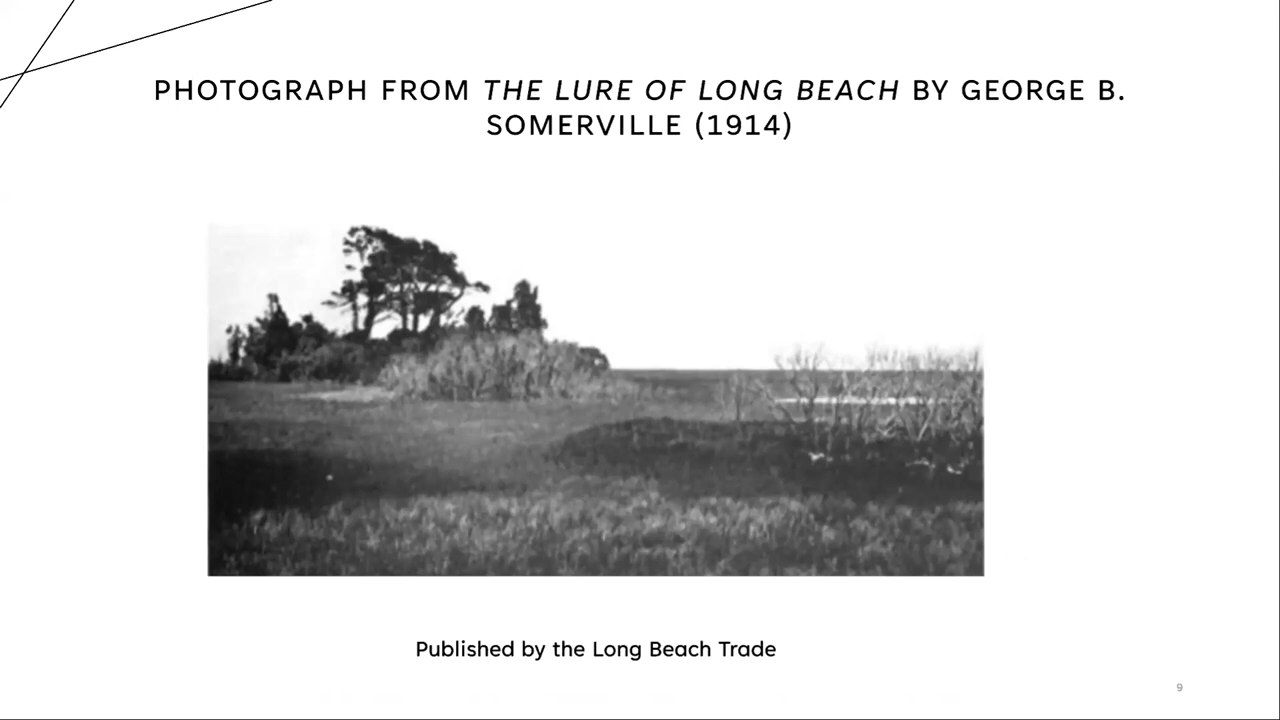 PHOTOGRAPH FROM THE LURE OF LONG BEACH BY GEORGE B.
SOMERVILLE (1914)
Published by the Long Beach Trade
9